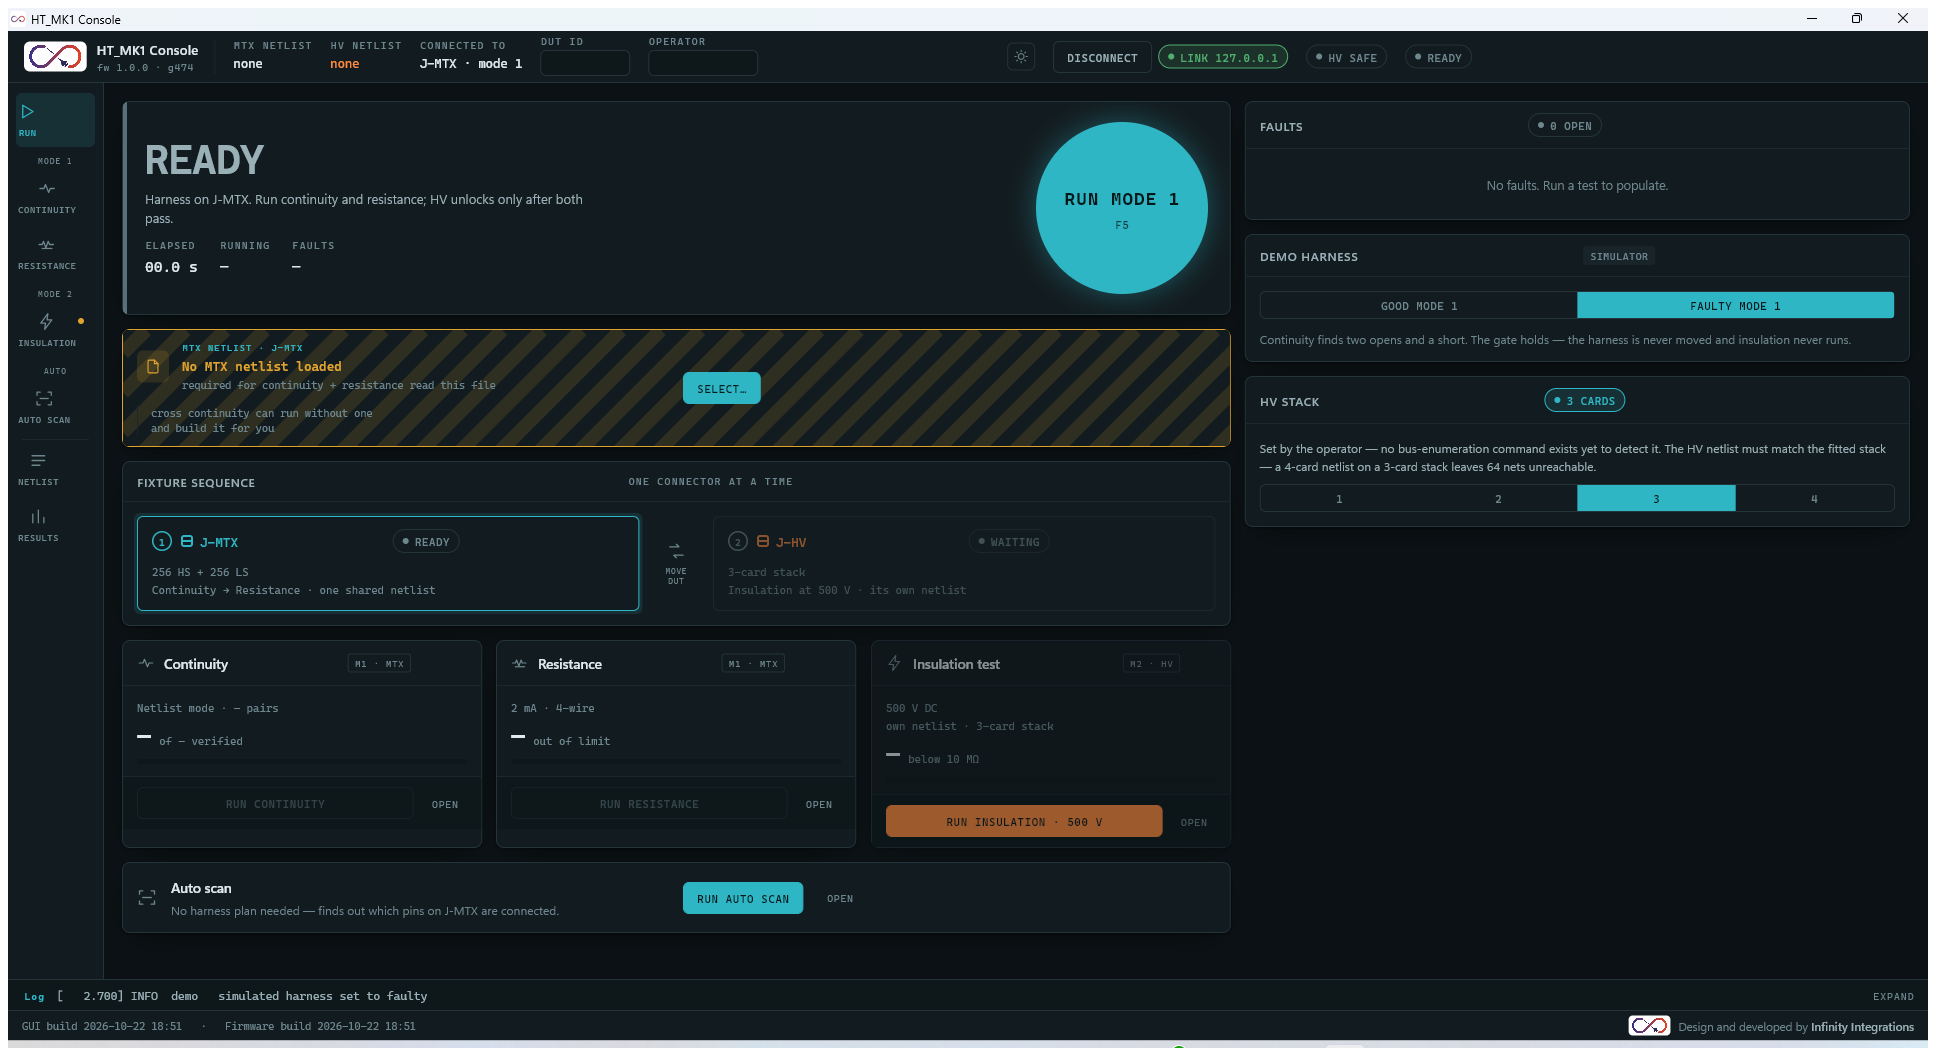 HT_MK1 Console
HT_MK1 Console
fw 1.0.0 · g474
MTX NETLIST
none
HV NETLIST
none
CONNECTED TO
J-MTX · mode 1
DUT ID
OPERATOR
DISCONNECT
LINK 127.0.0.1
HV SAFE
READY
RUN
MODE 1
CONTINUITY
RESISTANCE
MODE 2
INSULATION
AUTO
AUTO SCAN
NETLIST
RESULTS
READY
Harness on J-MTX. Run continuity and resistance; HV unlocks only after both
pass.
ELAPSED RUNNING FAULTS
00.0 s — —
RUN MODE 1
F5
MTX NETLIST · J-MTX
No MTX netlist loaded
required for continuity + resistance read this file
cross continuity can run without one
and build it for you
SELECT…
FIXTURE SEQUENCE
ONE CONNECTOR AT A TIME
1 J-MTX READY
256 HS + 256 LS
Continuity → Resistance · one shared netlist
MOVE
DUT
2 J-HV WAITING
3-card stack
Insulation at 500 V · its own netlist
Continuity M1 · MTX
Netlist mode · — pairs
— of — verified
RUN CONTINUITY OPEN
Resistance M1 · MTX
2 mA · 4-wire
— out of limit
RUN RESISTANCE OPEN
Insulation test M2 · HV
500 V DC
own netlist · 3-card stack
— below 10 MΩ
RUN INSULATION · 500 V OPEN
Auto scan
No harness plan needed — finds out which pins on J-MTX are connected.
RUN AUTO SCAN OPEN
FAULTS 0 OPEN
No faults. Run a test to populate.
DEMO HARNESS SIMULATOR
GOOD MODE 1 FAULTY MODE 1
Continuity finds two opens and a short. The gate holds — the harness is never moved and insulation never runs.
HV STACK 3 CARDS
Set by the operator — no bus-enumeration command exists yet to detect it. The HV netlist must match the fitted stack
— a 4-card netlist on a 3-card stack leaves 64 nets unreachable.
1 2 3 4
Log [ 2.700] INFO demo simulated harness set to faulty
EXPAND
GUI build 2026-10-22 18:51 · Firmware build 2026-10-22 18:51
Design and developed by Infinity Integrations